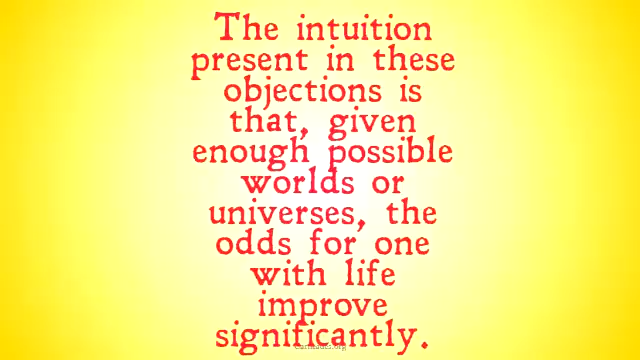 The intuition
present in these
objections is
that, given
enough possible
worlds or
universes, the
odds for one
with life
improve
significantly.